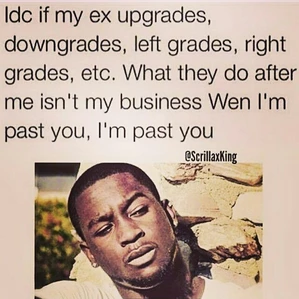 Idc if my ex upgrades,
downgrades, left grades, right
grades, etc. What they do after
me isn't my business Wen I'm
past you, I'm past you
@ScrillaxKing